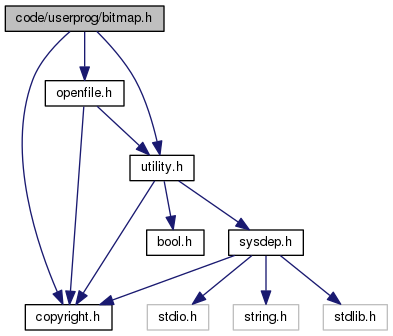 code/userprog/bitmap.h
openfile.h
utility.h
bool.h
sysdep.h
copyright.h
stdio.h
string.h
stdlib.h